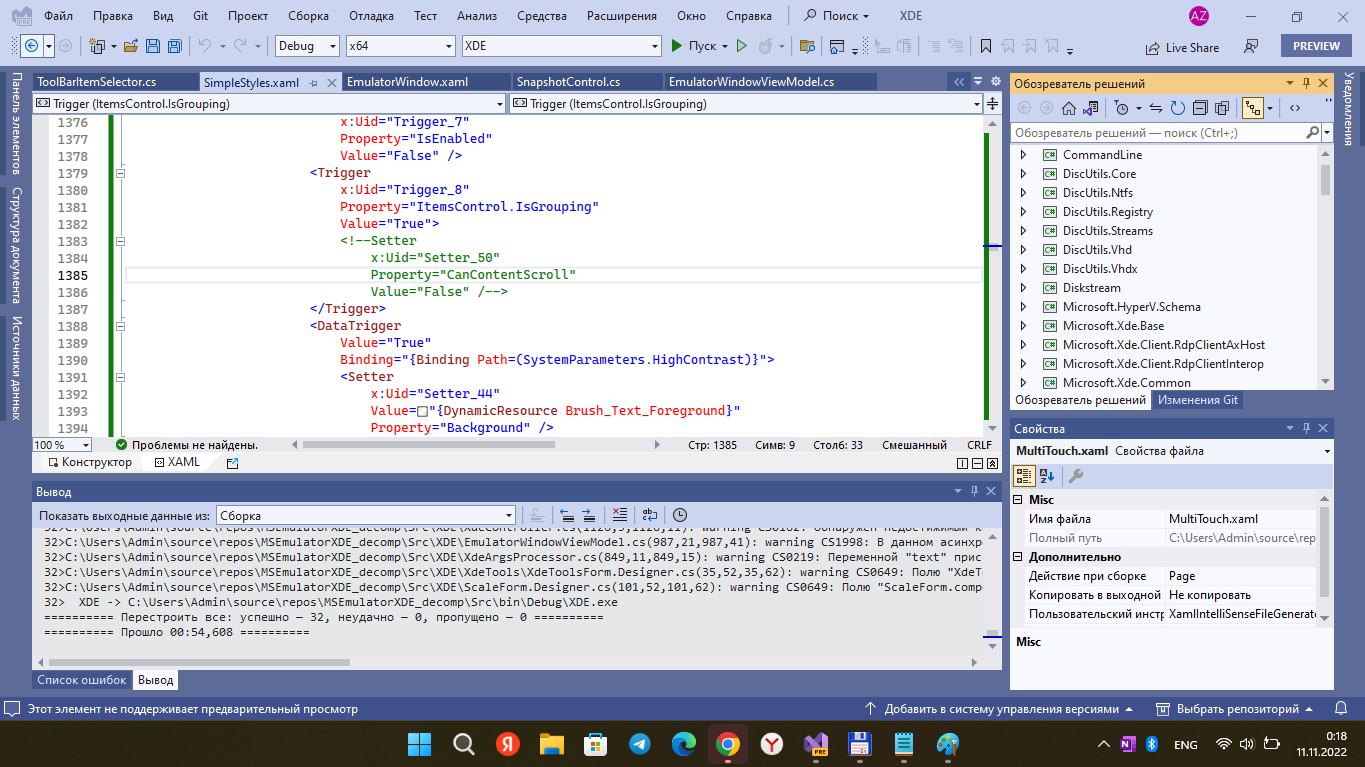 Файл Правка Вид Git Проект Сборка Отладка Тест Анализ Средства Расширения Окно Справка Поиск XDE AZ
Debug x64 XDE Пуск Live Share PREVIEW
ToolBarItemSelector.cs SimpleStyles.xaml EmulatorWindow.xaml SnapshotControl.cs EmulatorWindowViewModel.cs
Trigger (ItemsControl.IsGrouping) Trigger (ItemsControl.IsGrouping)
Панель элементов
Структура документа
Источники данных
1376 x:Uid="Trigger_7"
1377 Property="IsEnabled"
1378 Value="False" />
1379 <Trigger
1380 x:Uid="Trigger_8"
1381 Property="ItemsControl.IsGrouping"
1382 Value="True">
1383 <!--Setter
1384 x:Uid="Setter_50"
1385 Property="CanContentScroll"
1386 Value="False" /-->
1387 </Trigger>
1388 <DataTrigger
1389 Value="True"
1390 Binding="{Binding Path=(SystemParameters.HighContrast)}">
1391 <Setter
1392 x:Uid="Setter_44"
1393 Value="{DynamicResource Brush_Text_Foreground}"
1394 Property="Background" />
100 % Проблемы не найдены. Стр: 1385 Симв: 9 Столб: 33 Смешанный CRLF
Конструктор XAML
Вывод
Показать выходные данные из: Сборка
32>C:\Users\Admin\source\repos\MSEmulatorXDE_decomp\Src\XDE\EmulatorWindowViewModel.cs(987,21,987,41): warning CS1998: В данном асинхр
32>C:\Users\Admin\source\repos\MSEmulatorXDE_decomp\Src\XDE\XdeArgsProcessor.cs(849,11,849,15): warning CS0219: Переменной "text" прис
32>C:\Users\Admin\source\repos\MSEmulatorXDE_decomp\Src\XDE\XdeTools\XdeToolsForm.Designer.cs(35,52,35,62): warning CS0649: Полю "XdeT
32>C:\Users\Admin\source\repos\MSEmulatorXDE_decomp\Src\XDE\ScaleForm.Designer.cs(101,52,101,62): warning CS0649: Полю "ScaleForm.comp
32> XDE -> C:\Users\Admin\source\repos\MSEmulatorXDE_decomp\Src\bin\Debug\XDE.exe
========== Перестроить все: успешно — 32, неудачно — 0, пропущено — 0 ==========
========== Прошло 00:54,608 ==========
Список ошибок Вывод
Обозреватель решений
Обозреватель решений — поиск (Ctrl+;)
C# CommandLine
C# DiscUtils.Core
C# DiscUtils.Ntfs
C# DiscUtils.Registry
C# DiscUtils.Streams
C# DiscUtils.Vhd
C# DiscUtils.Vhdx
C# Diskstream
C# Microsoft.HyperV.Schema
C# Microsoft.Xde.Base
C# Microsoft.Xde.Client.RdpClientAxHost
C# Microsoft.Xde.Client.RdpClientInterop
C# Microsoft.Xde.Common
Обозреватель решений Изменения Git
Уведомления
Свойства
MultiTouch.xaml Свойства файла
Misc
Имя файла MultiTouch.xaml
Полный путь C:\Users\Admin\source\rep
Дополнительно
Действие при сборке Page
Копировать в выходной Не копировать
Пользовательский инстр XamlIntelliSenseFileGenerat
Misc
Этот элемент не поддерживает предварительный просмотр Добавить в систему управления версиями Выбрать репозиторий
ENG 0:18
11.11.2022